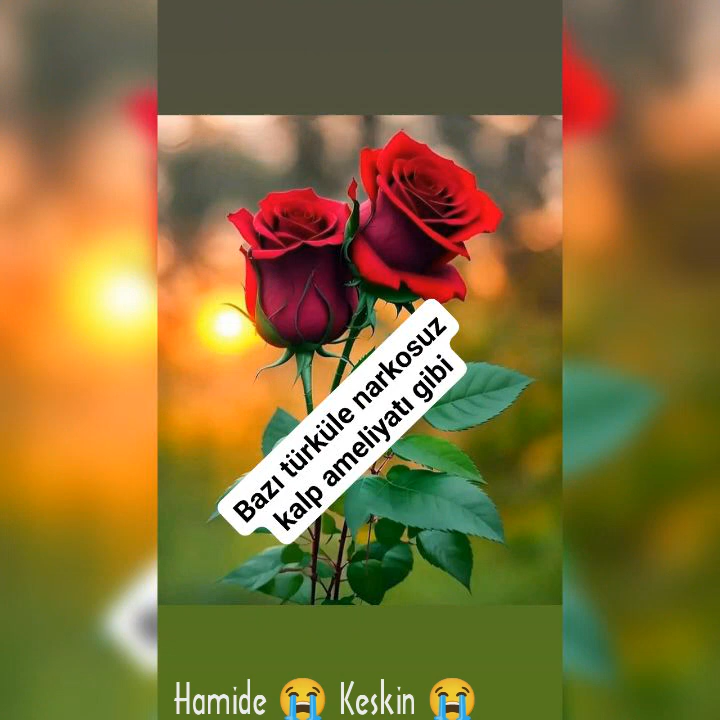 Bazı türküle narkosuz
kalp ameliyatı gibi
Hamide 😭 Keskin 😭